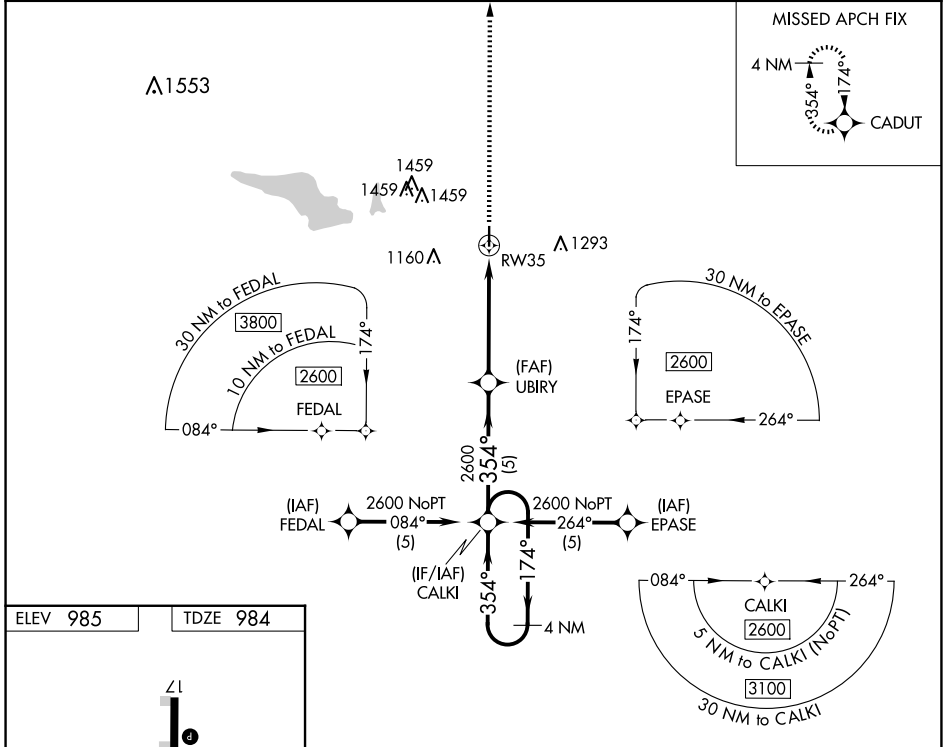 MISSED APCH FIX
4 NM
354°
174°
CADUT
1553
1459
1459
1459
1160
RW35
1293
30 NM to FEDAL
3800
10 NM to FEDAL
2600
FEDAL
174°
084°
(FAF)
UBIRY
30 NM to EPASE
174°
2600
EPASE
264°
2600
354°
(5)
(IAF)
FEDAL
2600 NoPT
084°
(5)
2600 NoPT
264°
(5)
(IAF)
EPASE
(IF/IAF)
CALKI
354°
174°
4 NM
084°
264°
CALKI
2600
5 NM to CALKI (NoPT)
3100
30 NM to CALKI
ELEV 985
TDZE 984
17
P